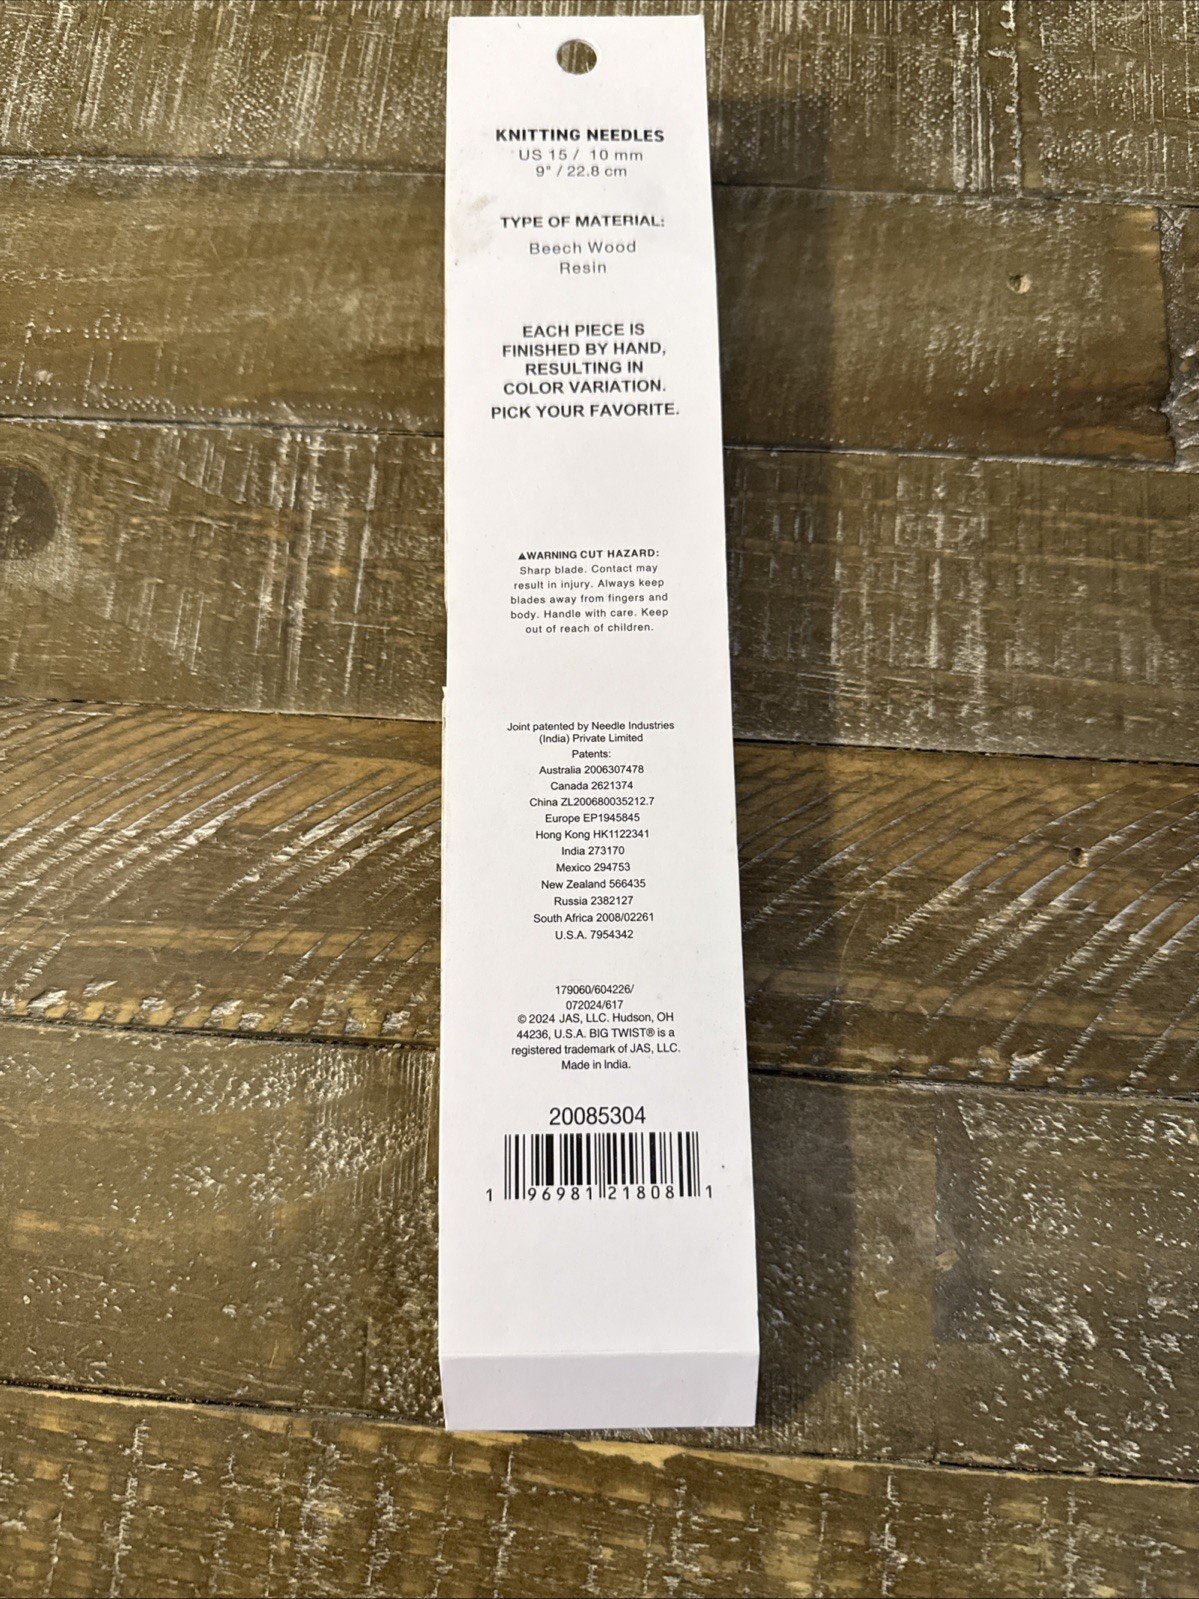 KNITTING NEEDLES
US 15 / 10 mm
9" / 22.8 cm
TYPE OF MATERIAL:
Beech Wood
Resin
EACH PIECE IS
FINISHED BY HAND,
RESULTING IN
COLOR VARIATION.
PICK YOUR FAVORITE.
▲WARNING CUT HAZARD:
Sharp blade. Contact may
result in injury. Always keep
blades away from fingers and
body. Handle with care. Keep
out of reach of children.
Joint patented by Needle Industries
(India) Private Limited
Patents:
Australia 2006307478
Canada 2621374
China ZL200680035212.7
Europe EP1945845
Hong Kong HK1122341
India 273170
Mexico 294753
New Zealand 566435
Russia 2382127
South Africa 2008/02261
U.S.A. 7954342
179060/604226/
072024/617
© 2024 JAS, LLC. Hudson, OH
44236, U.S.A. BIG TWIST® is a
registered trademark of JAS, LLC.
Made in India.
20085304
1 96981 21808 1